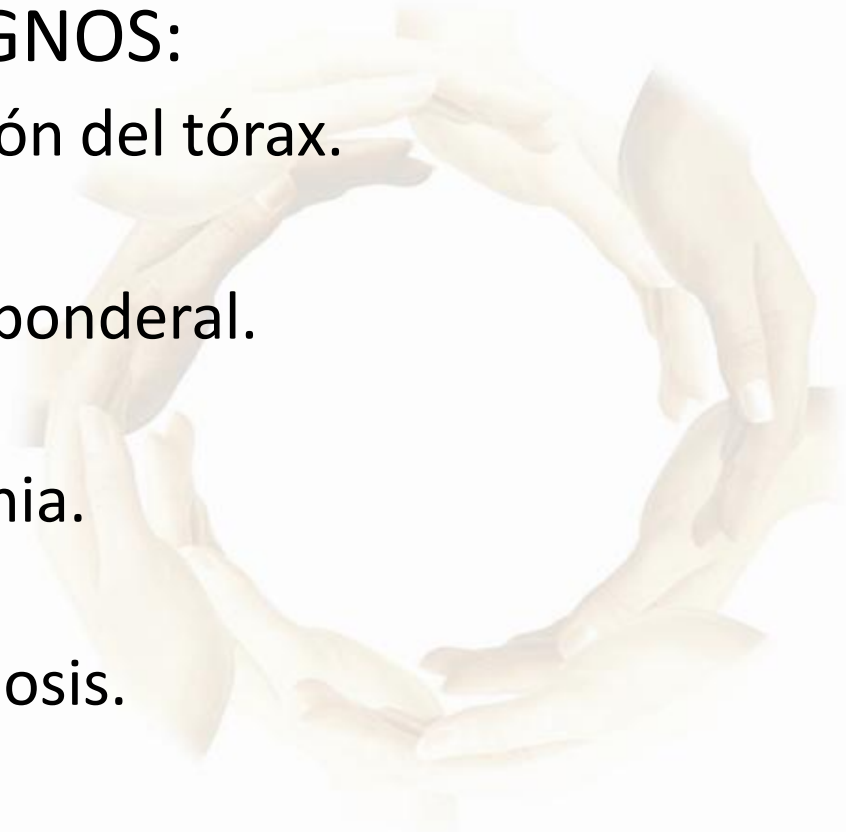 GNOS:
ón del tórax.
ponderal.
nia.
osis.